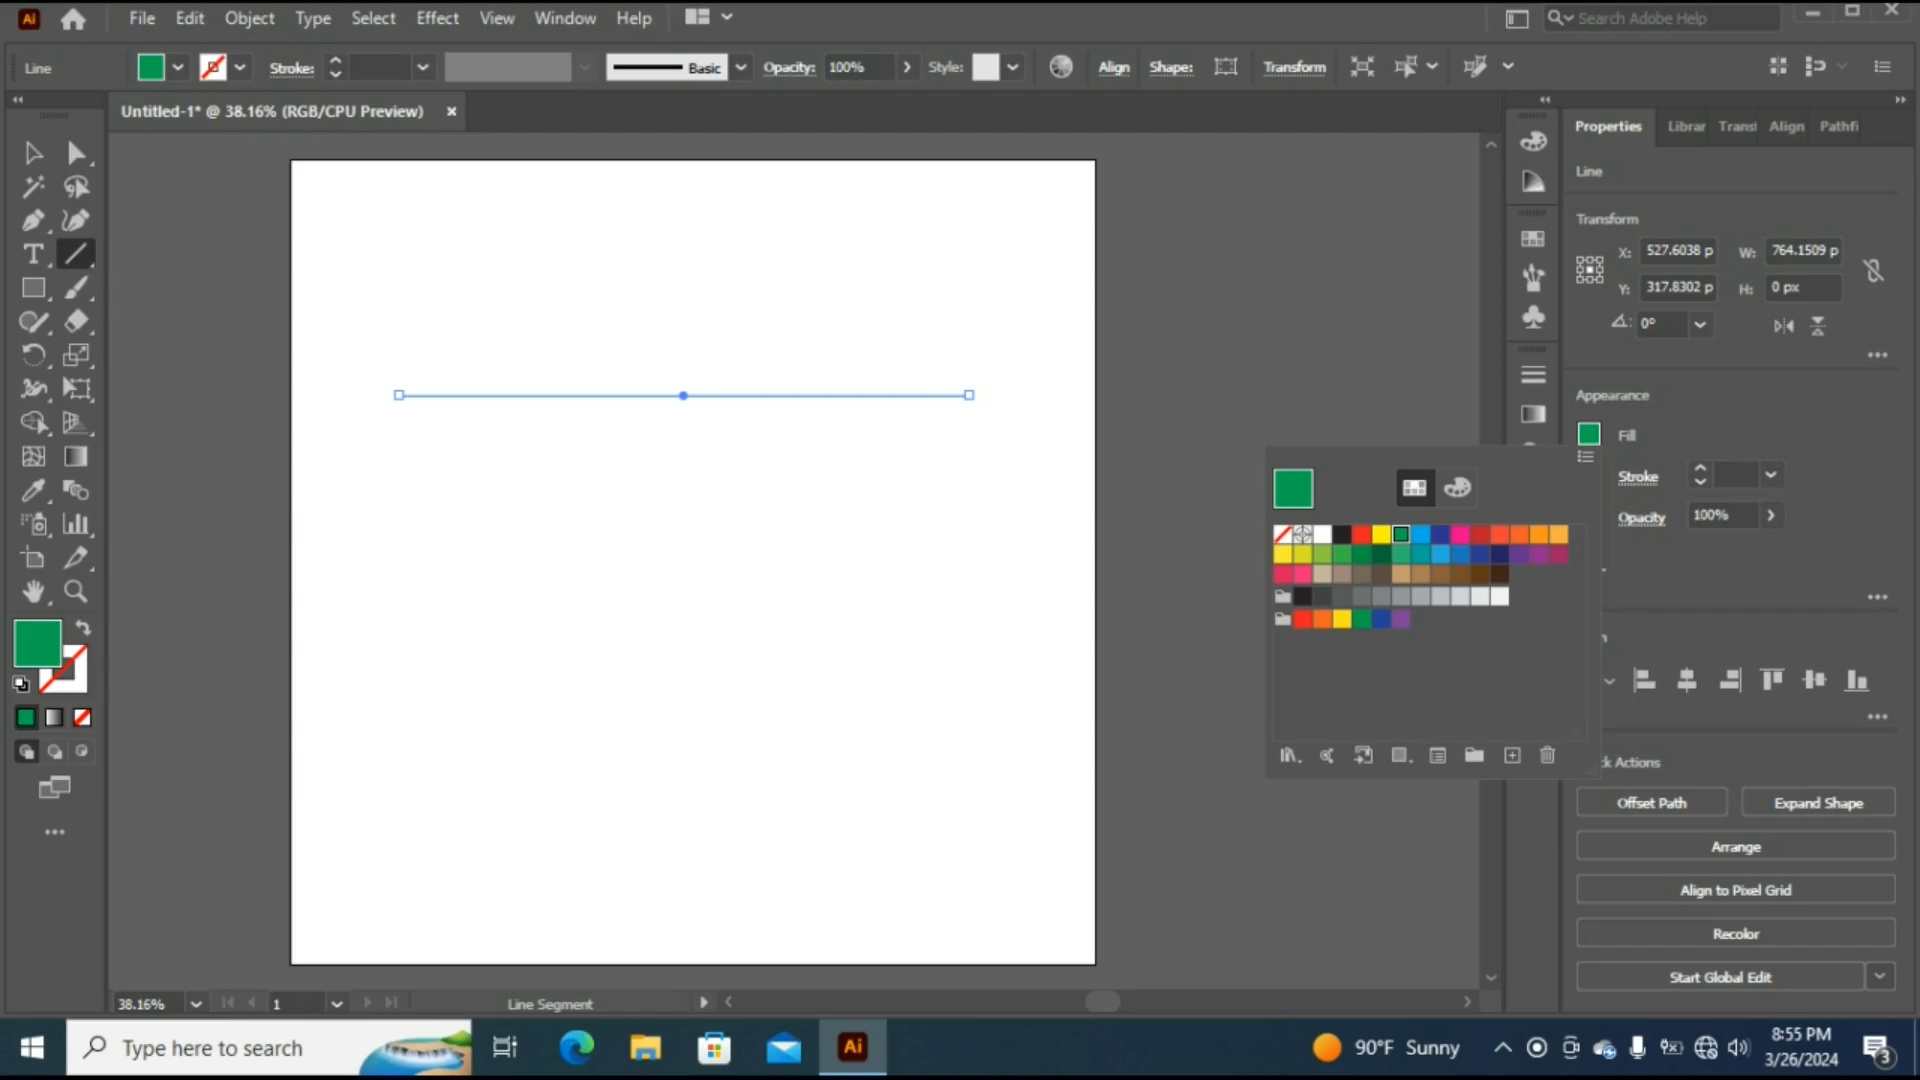 Ai File Edit Object Type Select Effect View Window Help Search Adobe Help
Line Stroke: Basic Opacity: 100% Style: Align Shape: Transform
Untitled-1* @ 38.16% (RGB/CPU Preview) ×
Properties Librar Transf Align Pathfi
Line
Transform
X: 527.6038 p W: 764.1509 p
Y: 317.8302 p H: 0 px
0°
Appearance
Fill
Stroke
Opacity 100%
ck Actions
Offset Path Expand Shape
Arrange
Align to Pixel Grid
Recolor
Start Global Edit
38.16% 1 Line Segment
Type here to search Ai 90°F Sunny 8:55 PM
3/26/2024 3